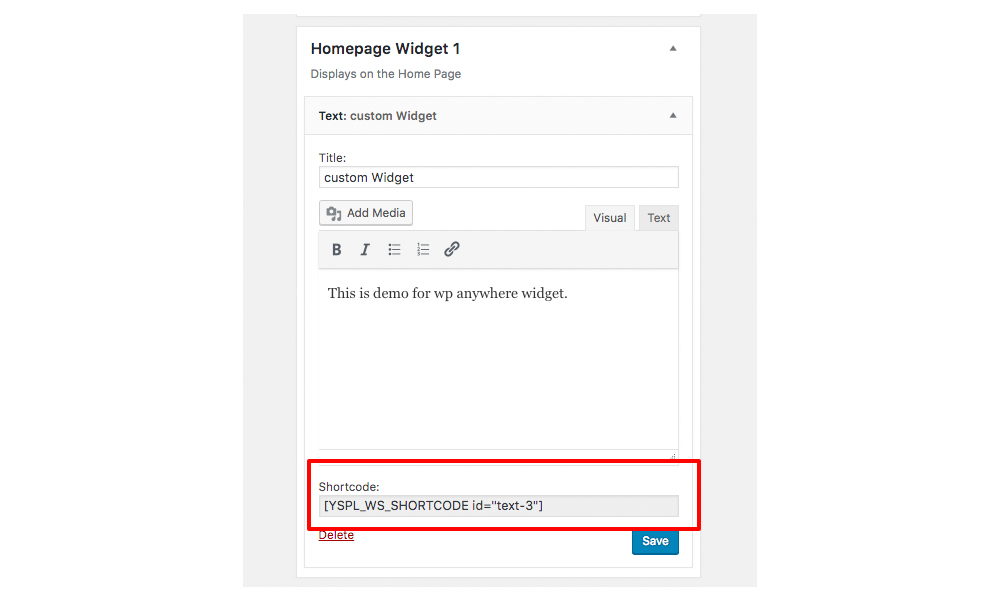 Homepage Widget 1
Displays on the Home Page
Text: custom Widget
Title:
custom Widget
Add Media
Visual Text
B I
This is demo for wp anywhere widget.
Shortcode:
[YSPL_WS_SHORTCODE id="text-3"]
Delete
Save